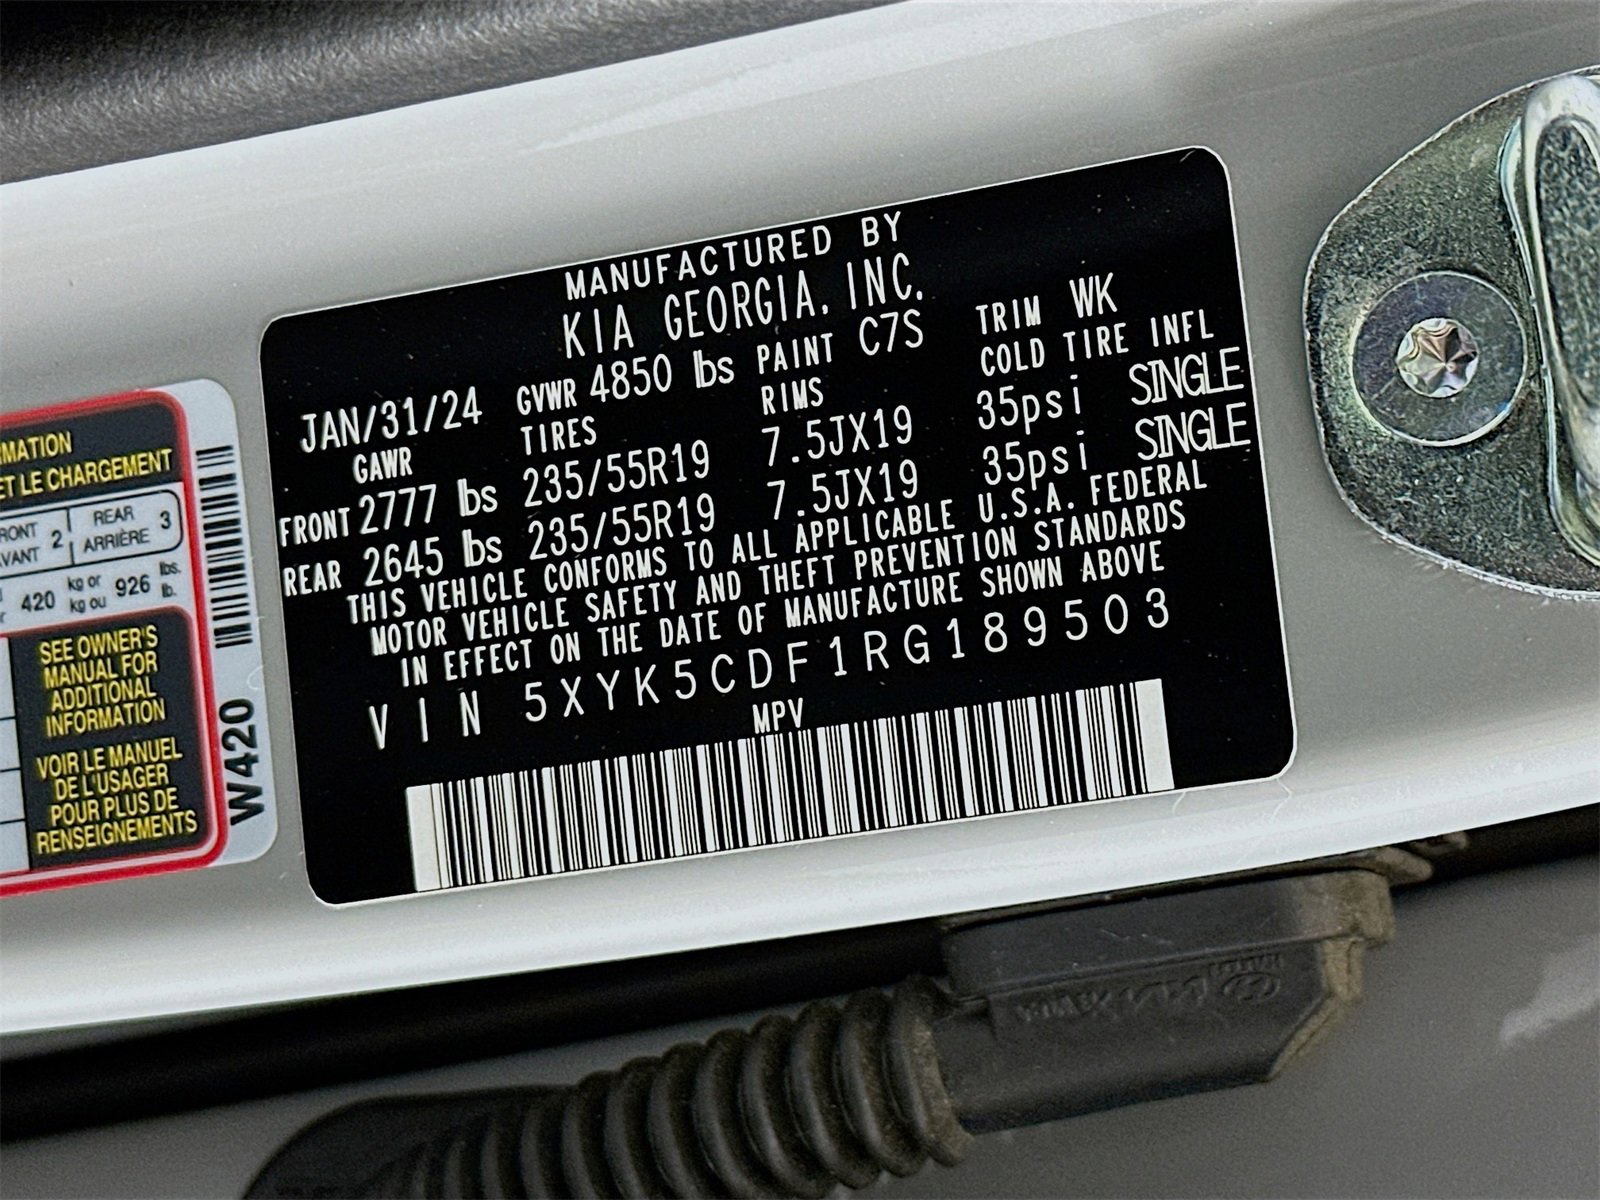 MANUFACTURED BY
KIA GEORGIA, INC.
JAN/31/24 GVWR 4850 lbs PAINT C7S TRIM WK
GAWR TIRES RIMS COLD TIRE INFL
FRONT 2777 lbs 235/55R19 7.5JX19 35psi SINGLE
REAR 2645 lbs 235/55R19 7.5JX19 35psi SINGLE
THIS VEHICLE CONFORMS TO ALL APPLICABLE U.S.A. FEDERAL
MOTOR VEHICLE SAFETY AND THEFT PREVENTION STANDARDS
IN EFFECT ON THE DATE OF MANUFACTURE SHOWN ABOVE
VIN 5XYK5CDF1RG189503
MPV
RMATION
ET LE CHARGEMENT
RONT 2 REAR 3
VANT ARRIÈRE
420 kg or 926 lbs.
kg ou lb.
SEE OWNER'S
MANUAL FOR
ADDITIONAL
INFORMATION
VOIR LE MANUEL
DE L'USAGER
POUR PLUS DE
RENSEIGNEMENTS
W420